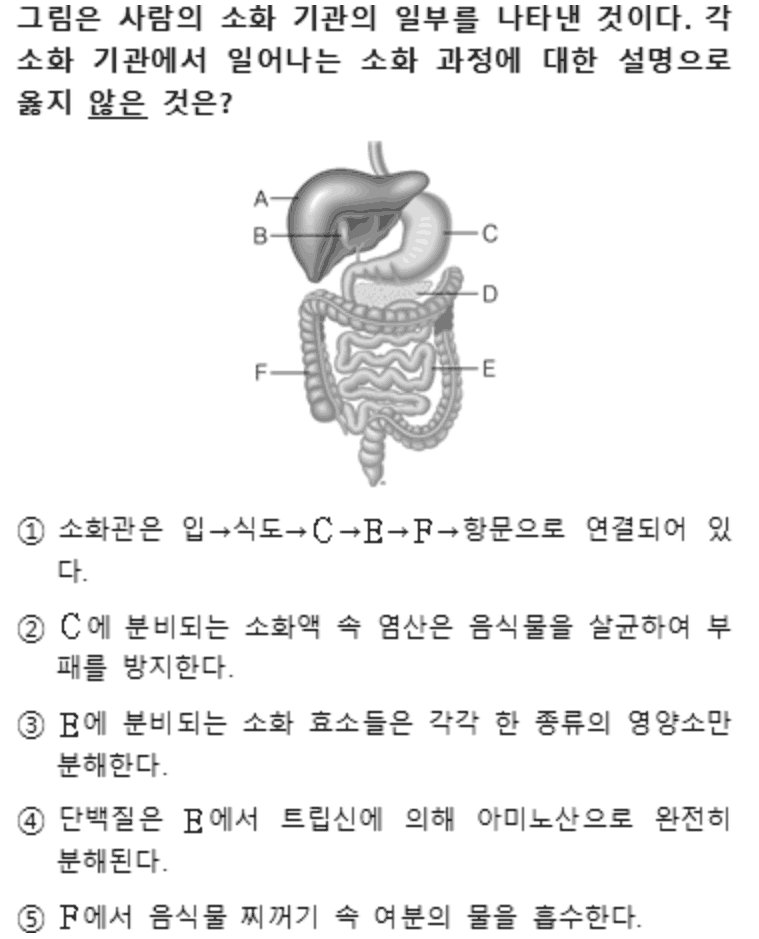 그림은 사람의 소화 기관의 일부를 나타낸 것이다. 각
소화 기관에서 일어나는 소화 과정에 대한 설명으로
옳지 않은 것은?
A
B
C
D
F
E
① 소화관은 입→식도→C→E→F→항문으로 연결되어 있
다.
② C에 분비되는 소화액 속 염산은 음식물을 살균하여 부
패를 방지한다.
③ E에 분비되는 소화 효소들은 각각 한 종류의 영양소만
분해한다.
④ 단백질은 E에서 트립신에 의해 아미노산으로 완전히
분해된다.
⑤ F에서 음식물 찌꺼기 속 여분의 물을 흡수한다.